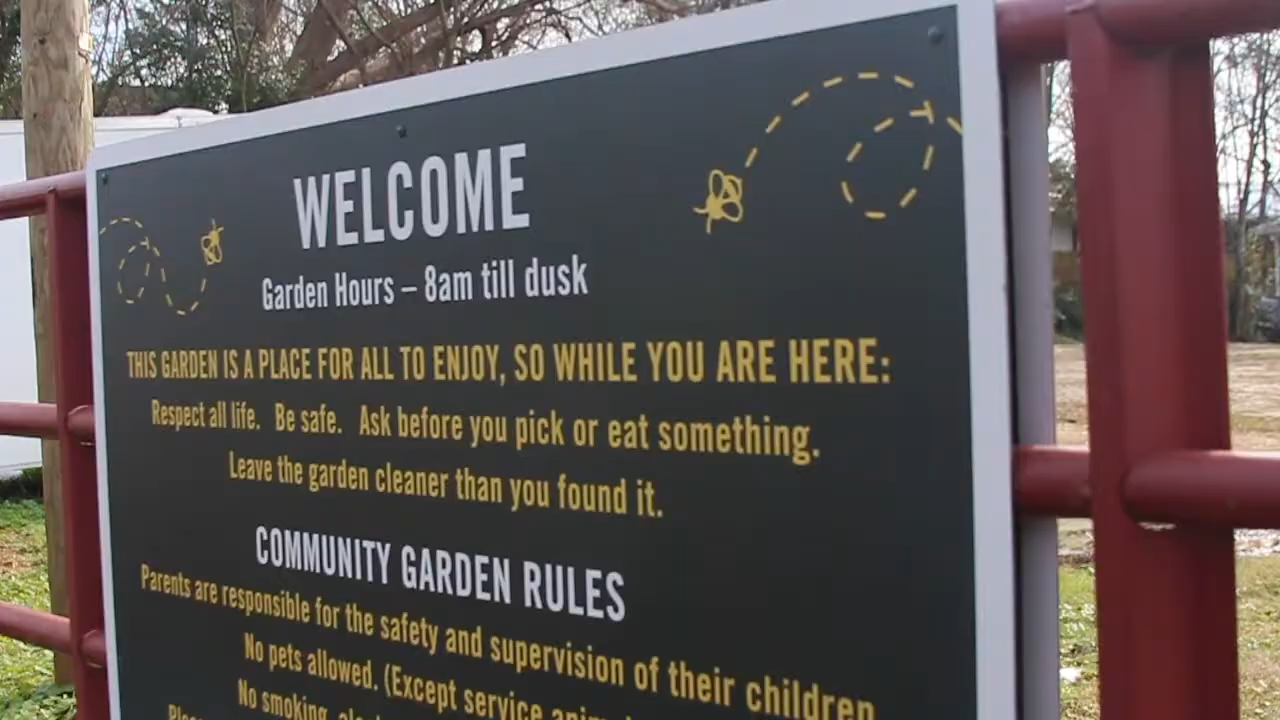 WELCOME
Garden Hours – 8am till dusk
THIS GARDEN IS A PLACE FOR ALL TO ENJOY, SO WHILE YOU ARE HERE:
Respect all life. Be safe. Ask before you pick or eat something.
Leave the garden cleaner than you found it.
COMMUNITY GARDEN RULES
Parents are responsible for the safety and supervision of their children
No pets allowed. (Except service
No smoking,